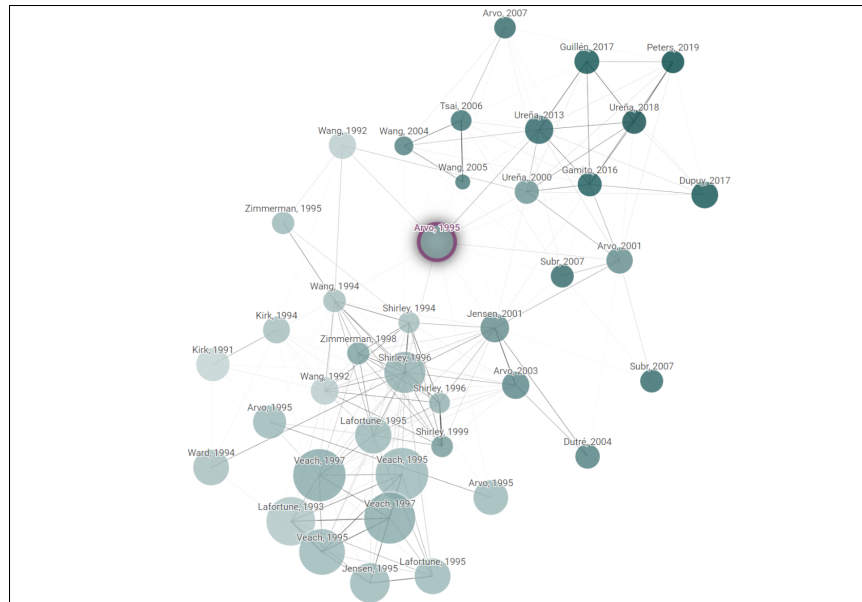 Arvo, 2007
Guillén, 2017
Peters, 2019
Tsai, 2006
Ureña, 2013
Ureña, 2018
Wang, 1992
Wang, 2004
Wang, 2005
Gamito, 2016
Ureña, 2000
Dupuy, 2017
Zimmerman, 1995
Arvo, 1995
Arvo, 2001
Subr, 2007
Wang, 1994
Shirley, 1994
Kirk, 1994
Jensen, 2001
Zimmerman, 1998
Kirk, 1991
Shirley, 1996
Subr, 2007
Wang, 1992
Arvo, 2003
Shirley, 1996
Arvo, 1995
Lafortune, 1995
Shirley, 1999
Dutré, 2004
Ward, 1994
Veach, 1997
Veach, 1995
Arvo, 1995
Veach, 1997
Lafortune, 1993
Veach, 1995
Lafortune, 1995
Jensen, 1995